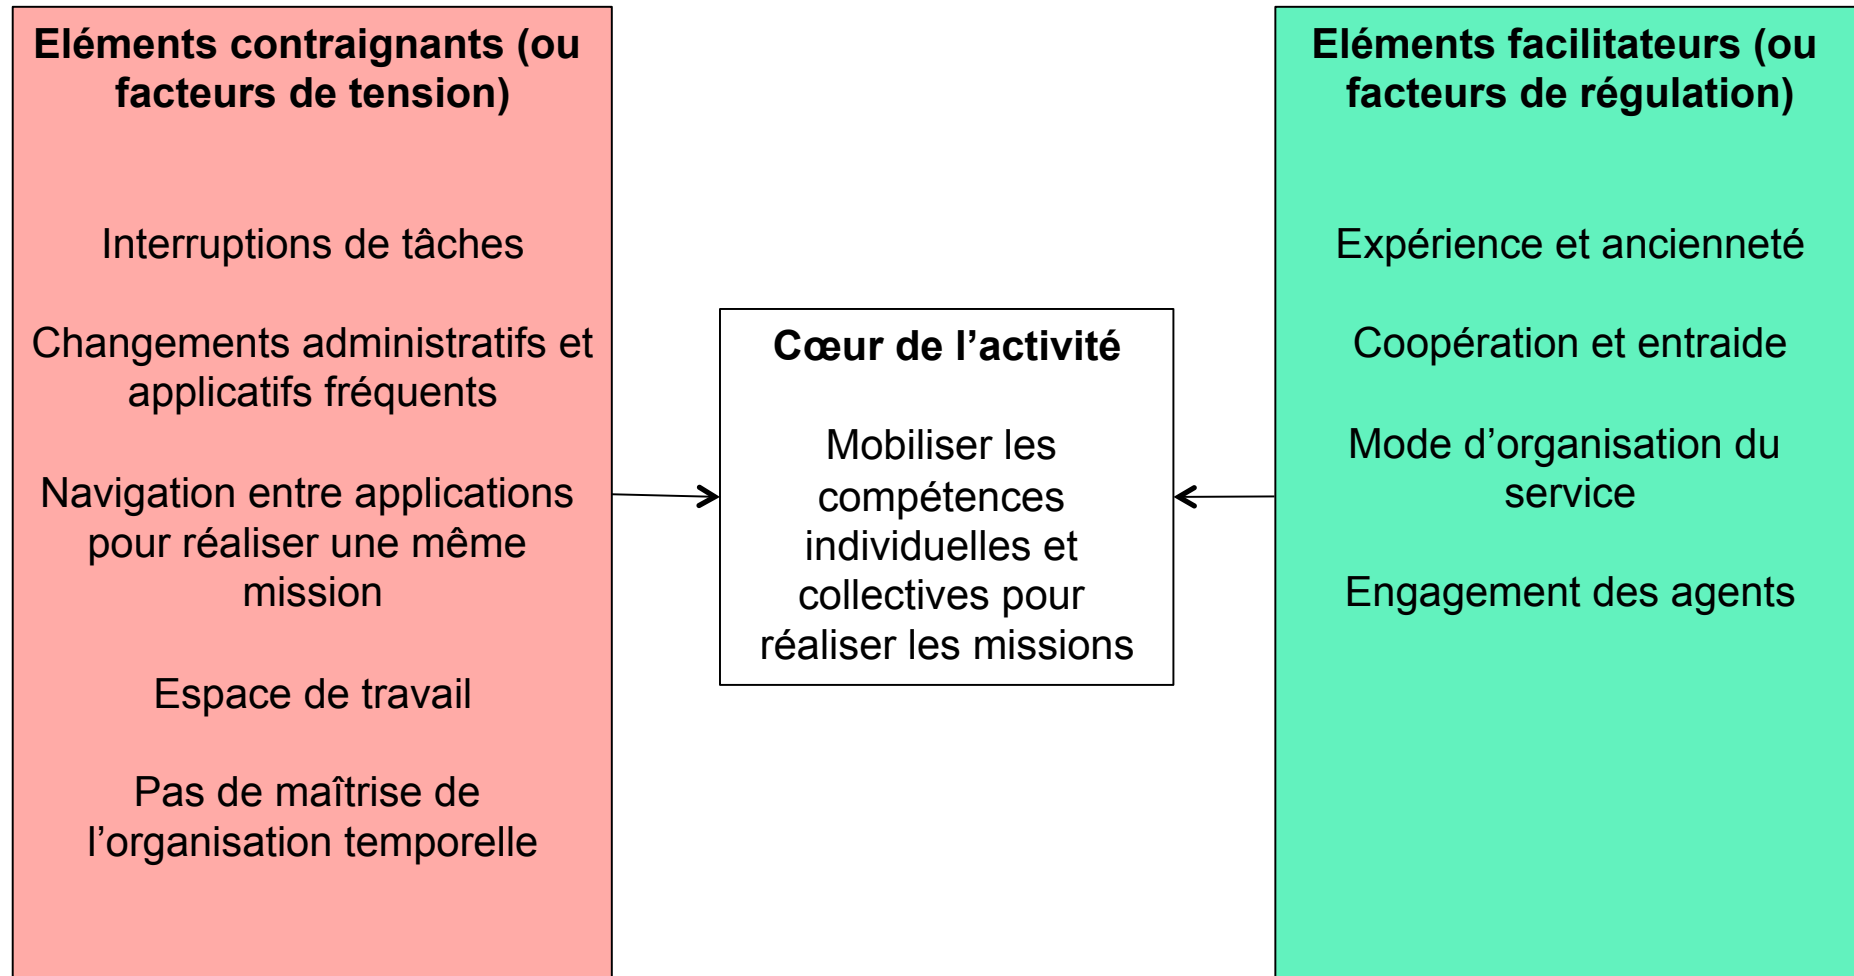 Eléments contraignants (ou
facteurs de tension)
Interruptions de tâches
Changements administratifs et
applicatifs fréquents
Navigation entre applications
pour réaliser une même
mission
Espace de travail
Pas de maîtrise de
l’organisation temporelle
Cœur de l’activité
Mobiliser les
compétences
individuelles et
collectives pour
réaliser les missions
Eléments facilitateurs (ou
facteurs de régulation)
Expérience et ancienneté
Coopération et entraide
Mode d’organisation du
service
Engagement des agents